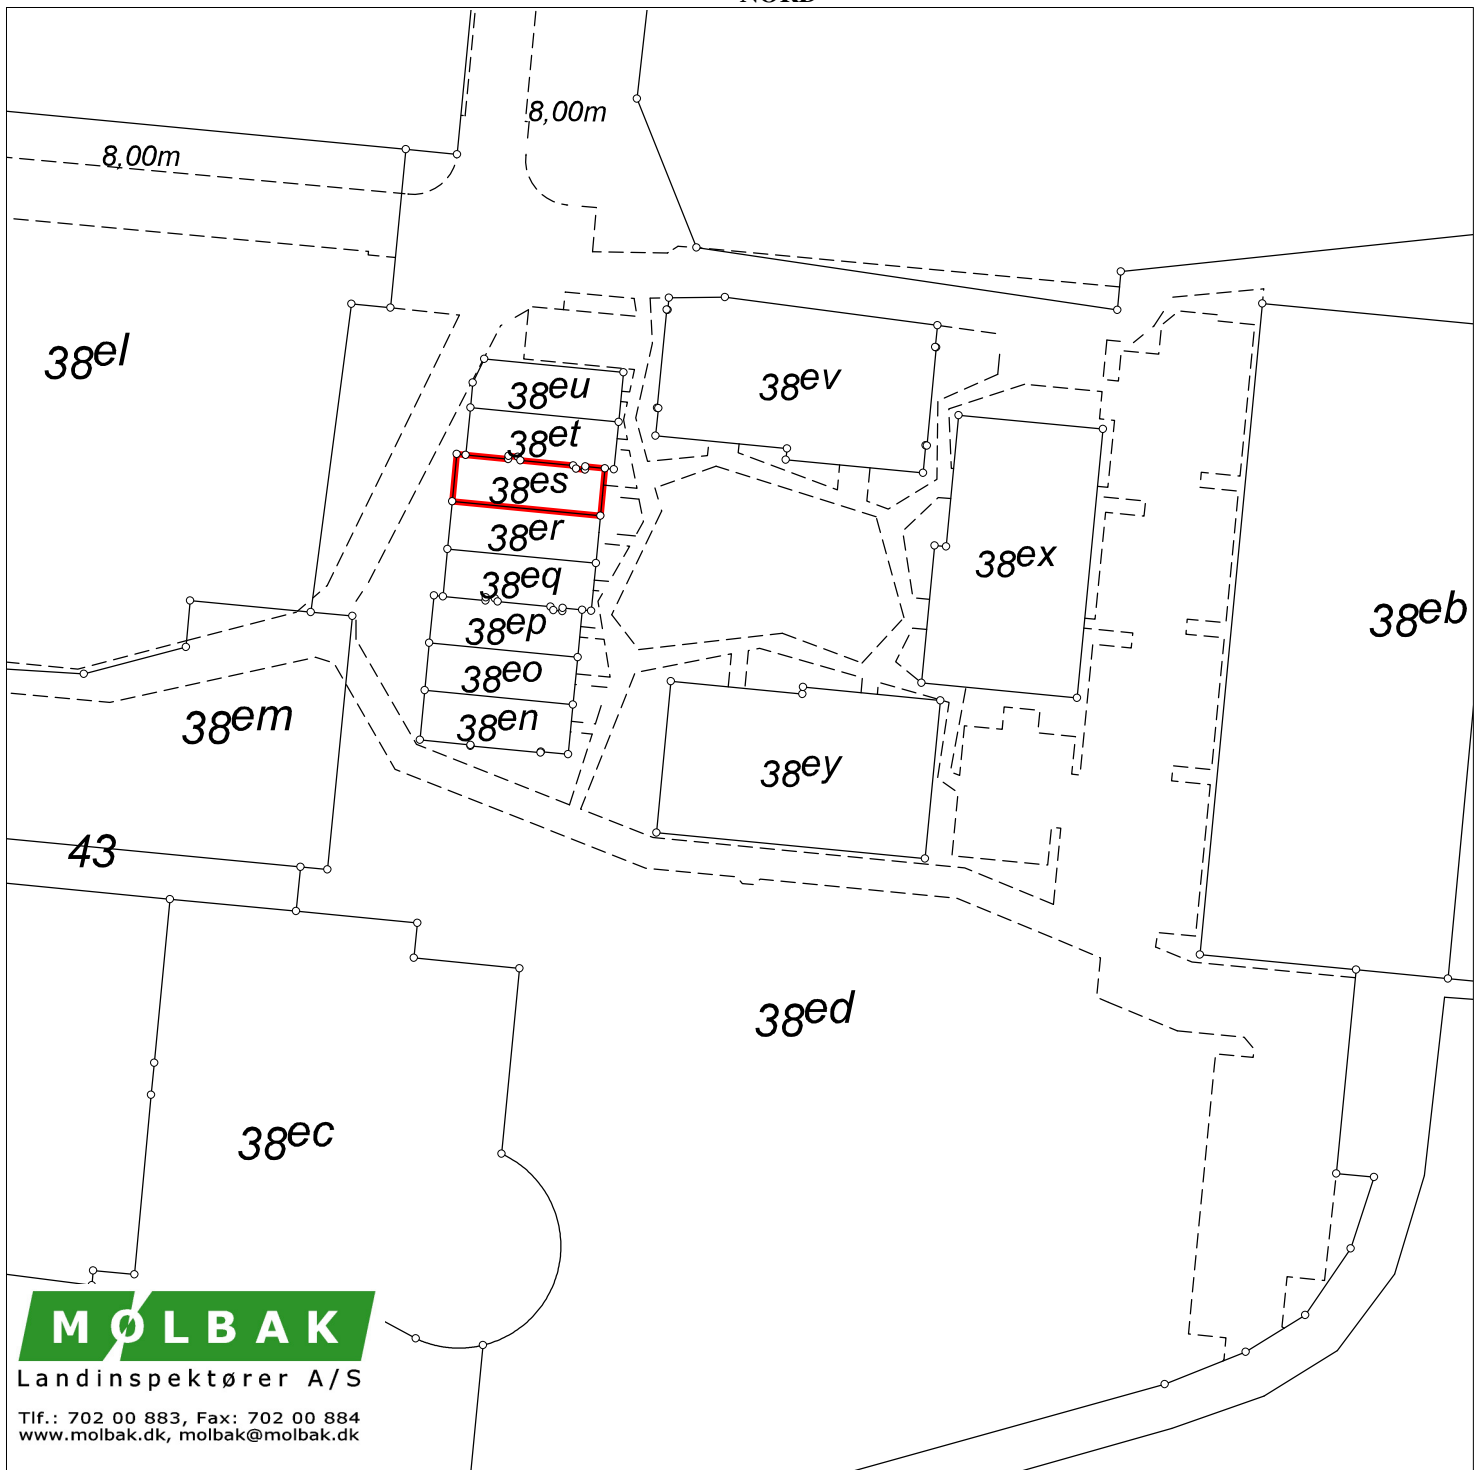 NORD
8,00m
8,00m
38el
38eu
38ev
38et
38es
38er
38ex
38eq
38eb
38ep
38eo
38em
38en
38ey
43
38ed
38ec
MØLBAK
Landinspektører A/S
Tlf.: 702 00 883, Fax: 702 00 884
www.molbak.dk, molbak@molbak.dk